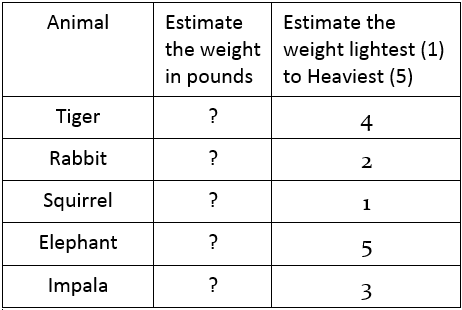 Animal Estimate Estimate the
the weight weight lightest (1)
in pounds to Heaviest (5)
Tiger ? 4
Rabbit ? 2
Squirrel ? 1
Elephant ? 5
Impala ? 3